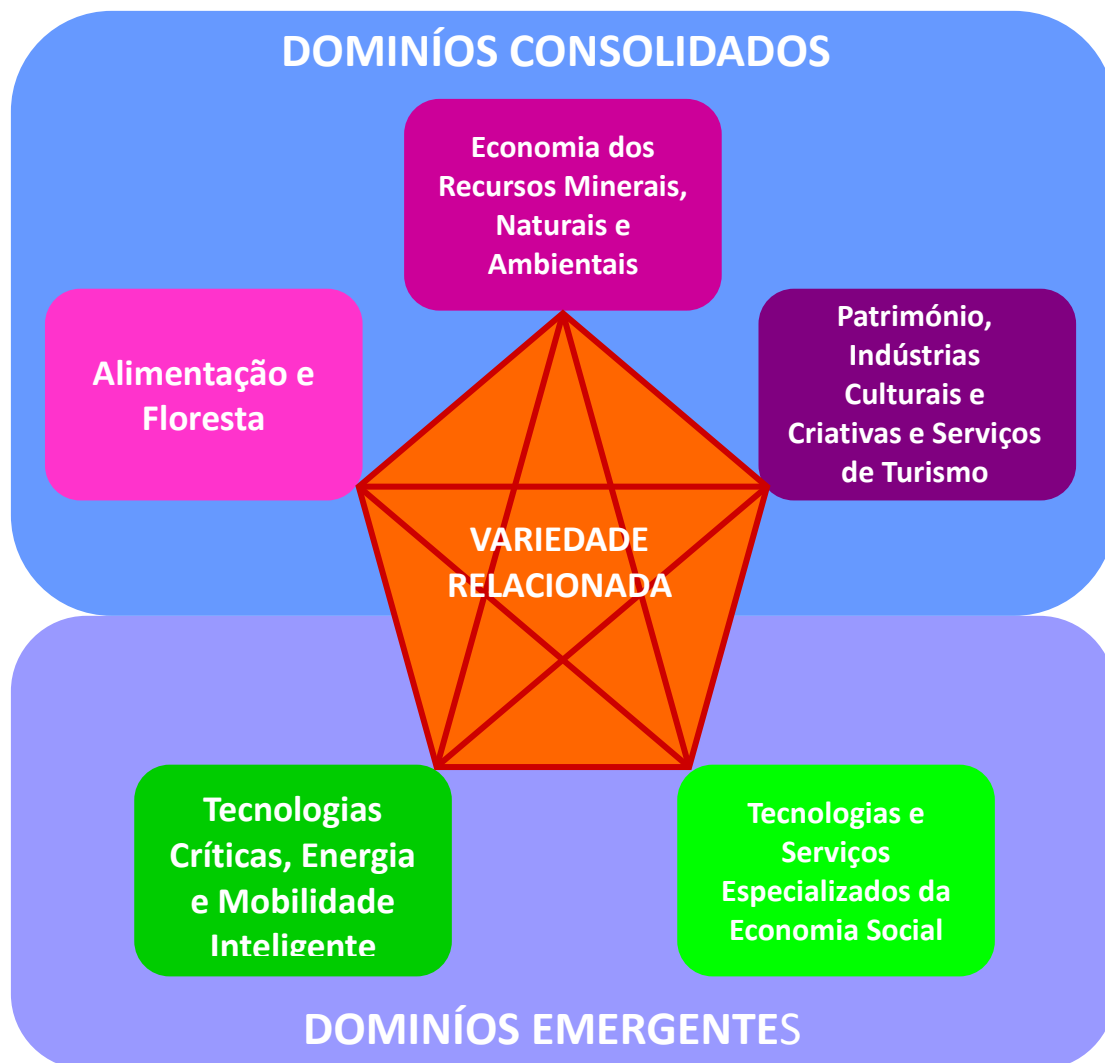 DOMINÍOS CONSOLIDADOS
Economia dos
Recursos Minerais,
Naturais e
Ambientais
Alimentação e
Floresta
Património,
Indústrias
Culturais e
Criativas e Serviços
de Turismo
VARIEDADE
RELACIONADA
Tecnologias
Críticas, Energia
e Mobilidade
Inteligente
Tecnologias e
Serviços
Especializados da
Economia Social
DOMINÍOS EMERGENTES